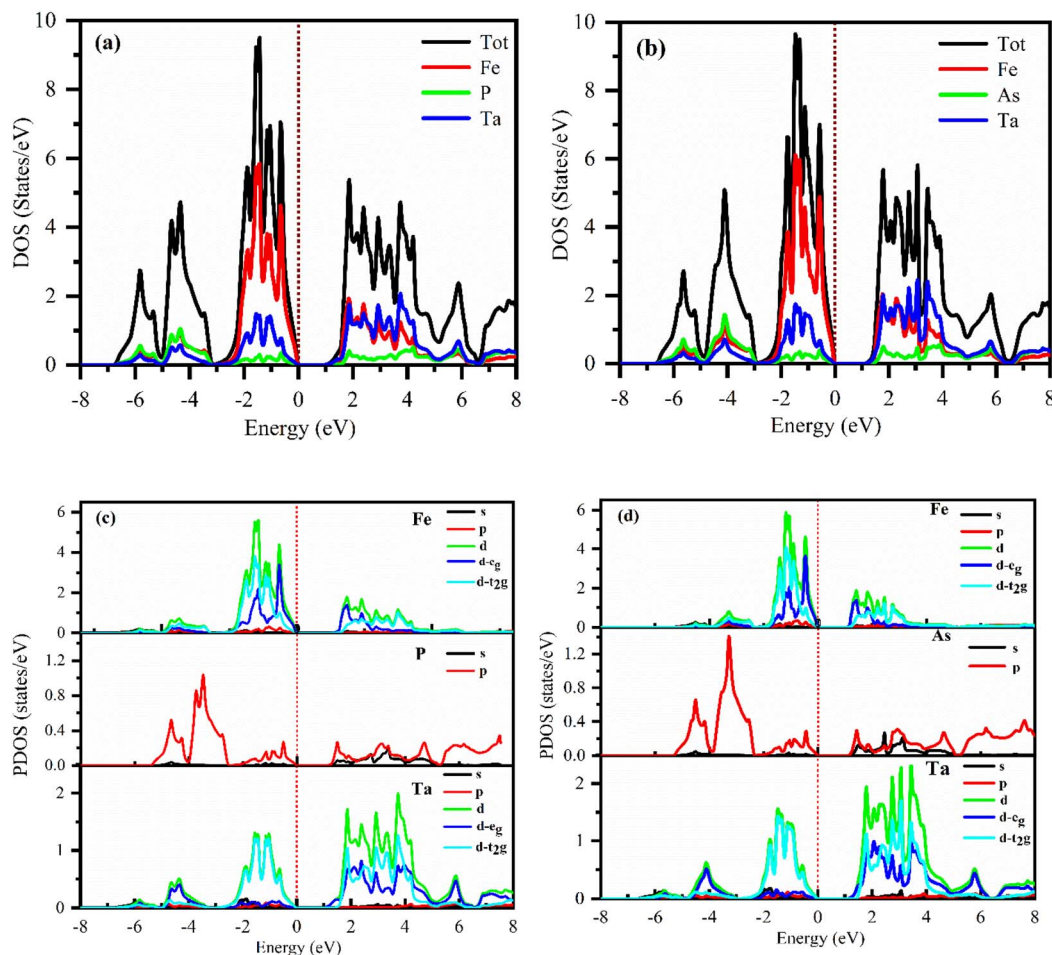 (a)
Tot
Fe
P
Ta
DOS (States/eV)
10
8
6
4
2
0
-8 -6 -4 -2 0 2 4 6 8
Energy (eV)
(b)
Tot
Fe
As
Ta
DOS (States/eV)
10
8
6
4
2
0
-8 -6 -4 -2 0 2 4 6 8
Energy (eV)
(c)
Fe
s
p
d
d-eg
d-t2g
6
4
2
0
P
s
p
1.2
0.8
0.4
0.0
Ta
s
p
d
d-eg
d-t2g
2
1
0
PDOS (states/eV)
-8 -6 -4 -2 0 2 4 6 8
Energy (eV)
(d)
Fe
s
p
d
d-eg
d-t2g
6
4
2
0
As
s
p
1.2
0.8
0.4
0.0
Ta
s
p
d
d-eg
d-t2g
2
1
0
PDOS (states/eV)
-8 -6 -4 -2 0 2 4 6 8
Energy (eV)